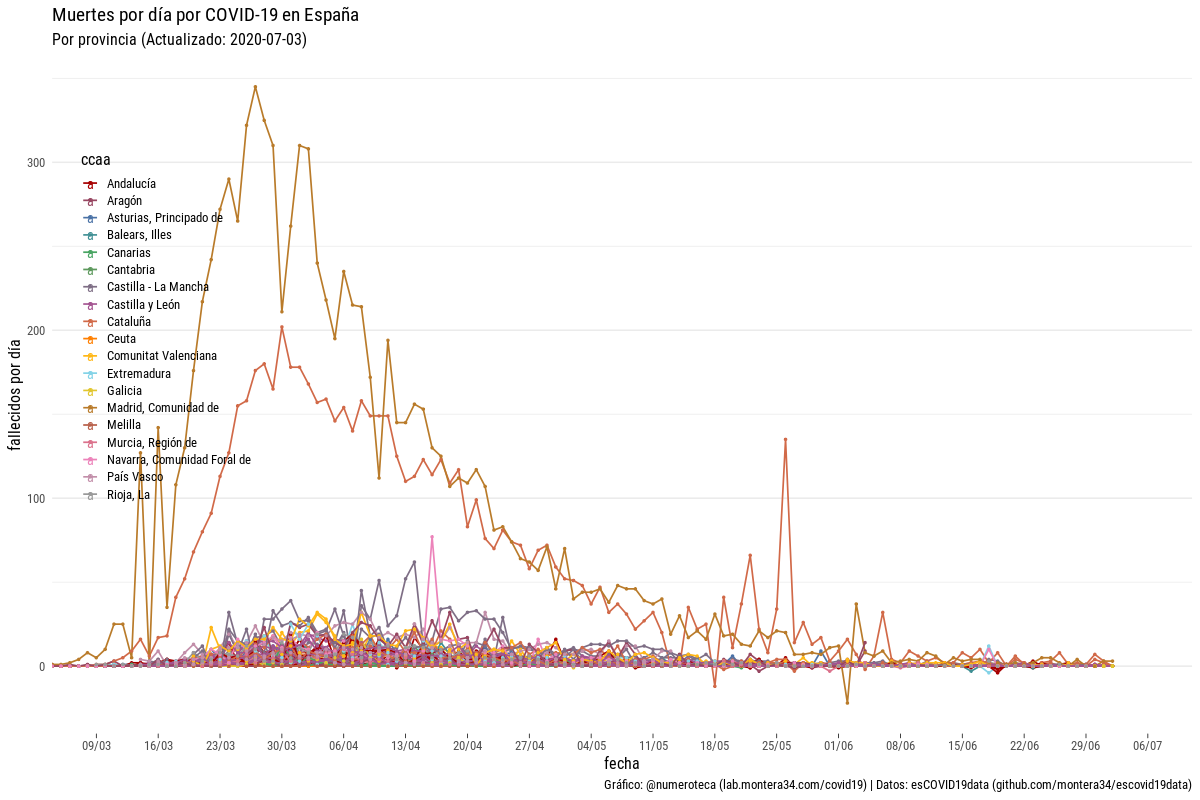 Muertes por día por COVID-19 en España
Por provincia (Actualizado: 2020-07-03)
fallecidos por día
300
200
100
0
ccaa
Andalucía
Aragón
Asturias, Principado de
Balears, Illes
Canarias
Cantabria
Castilla - La Mancha
Castilla y León
Cataluña
Ceuta
Comunitat Valenciana
Extremadura
Galicia
Madrid, Comunidad de
Melilla
Murcia, Región de
Navarra, Comunidad Foral de
País Vasco
Rioja, La
09/03 16/03 23/03 30/03 06/04 13/04 20/04 27/04 04/05 11/05 18/05 25/05 01/06 08/06 15/06 22/06 29/06 06/07
fecha
Gráfico: @numeroteca (lab.montera34.com/covid19) | Datos: esCOVID19data (github.com/montera34/escovid19data)